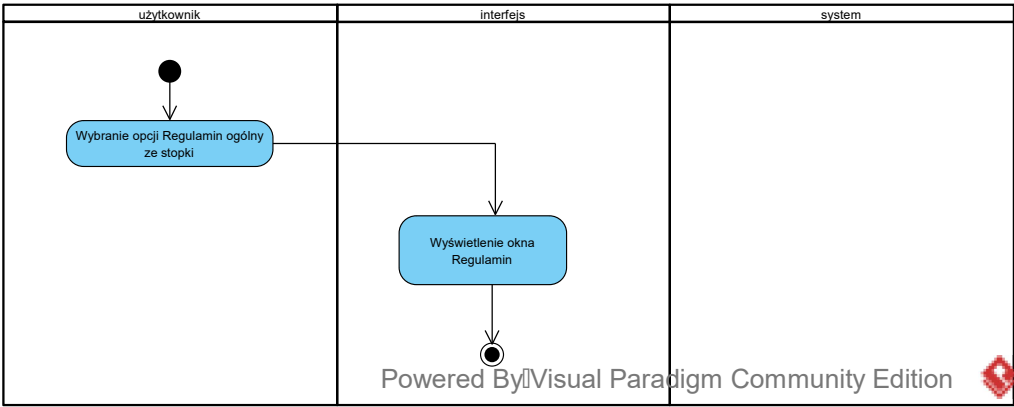 użytkownik
interfejs
system
Wybranie opcji Regulamin ogólny
ze stopki
Wyświetlenie okna
Regulamin
Powered By Visual Paradigm Community Edition